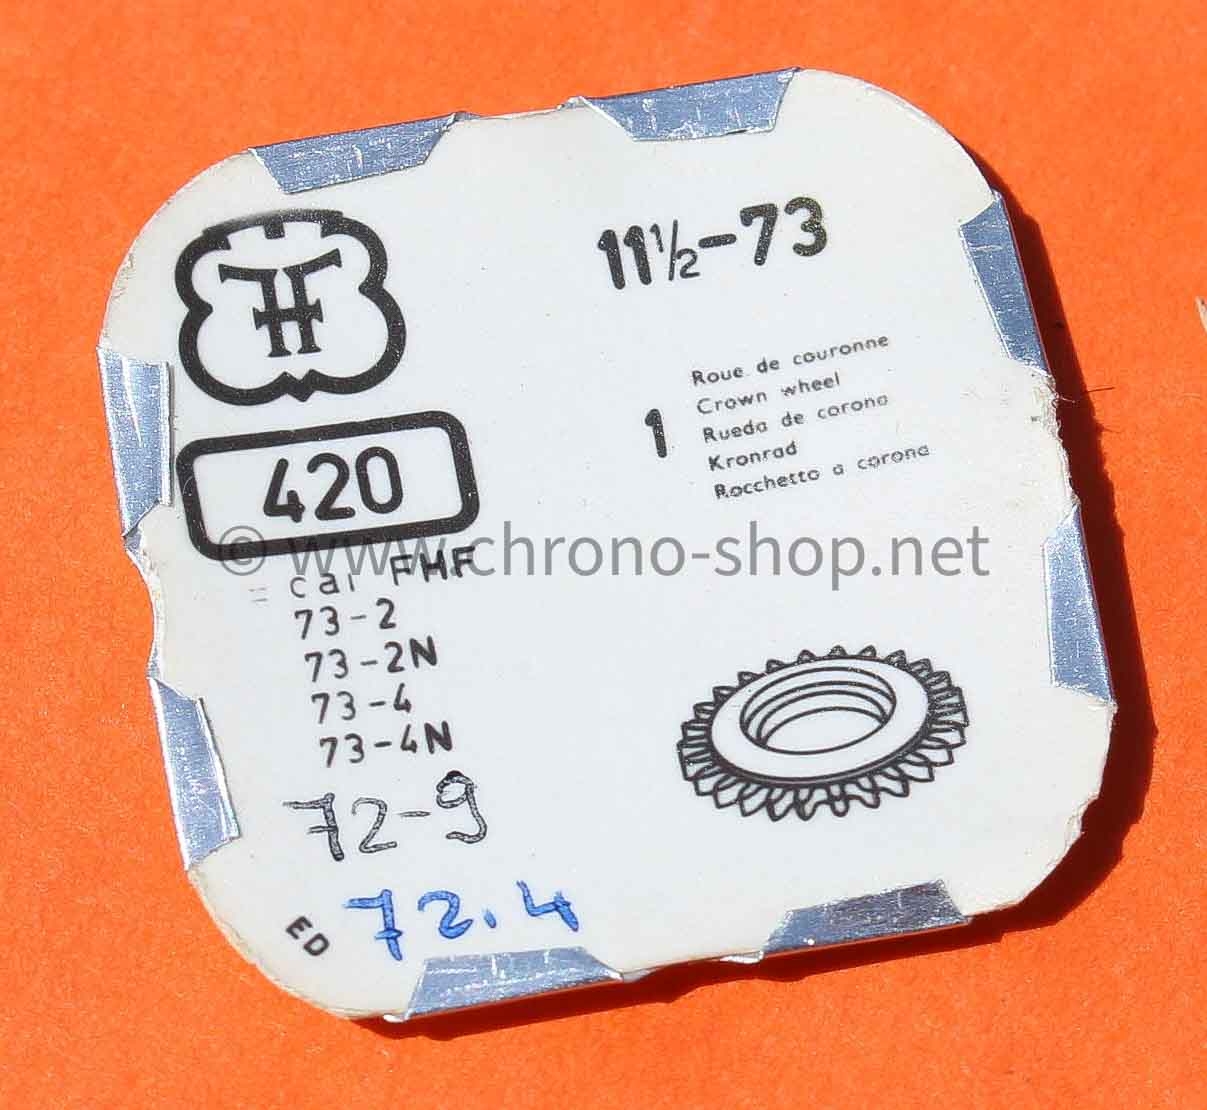 FHF
11½-73
1
Roue de couronne
Crown wheel
Rueda de corona
Kronrad
Rocchetto a corona
420
© www.chrono-shop.net
= cal FHF
73-2
73-2N
73-4
73-4N
72-9
72.4
ED